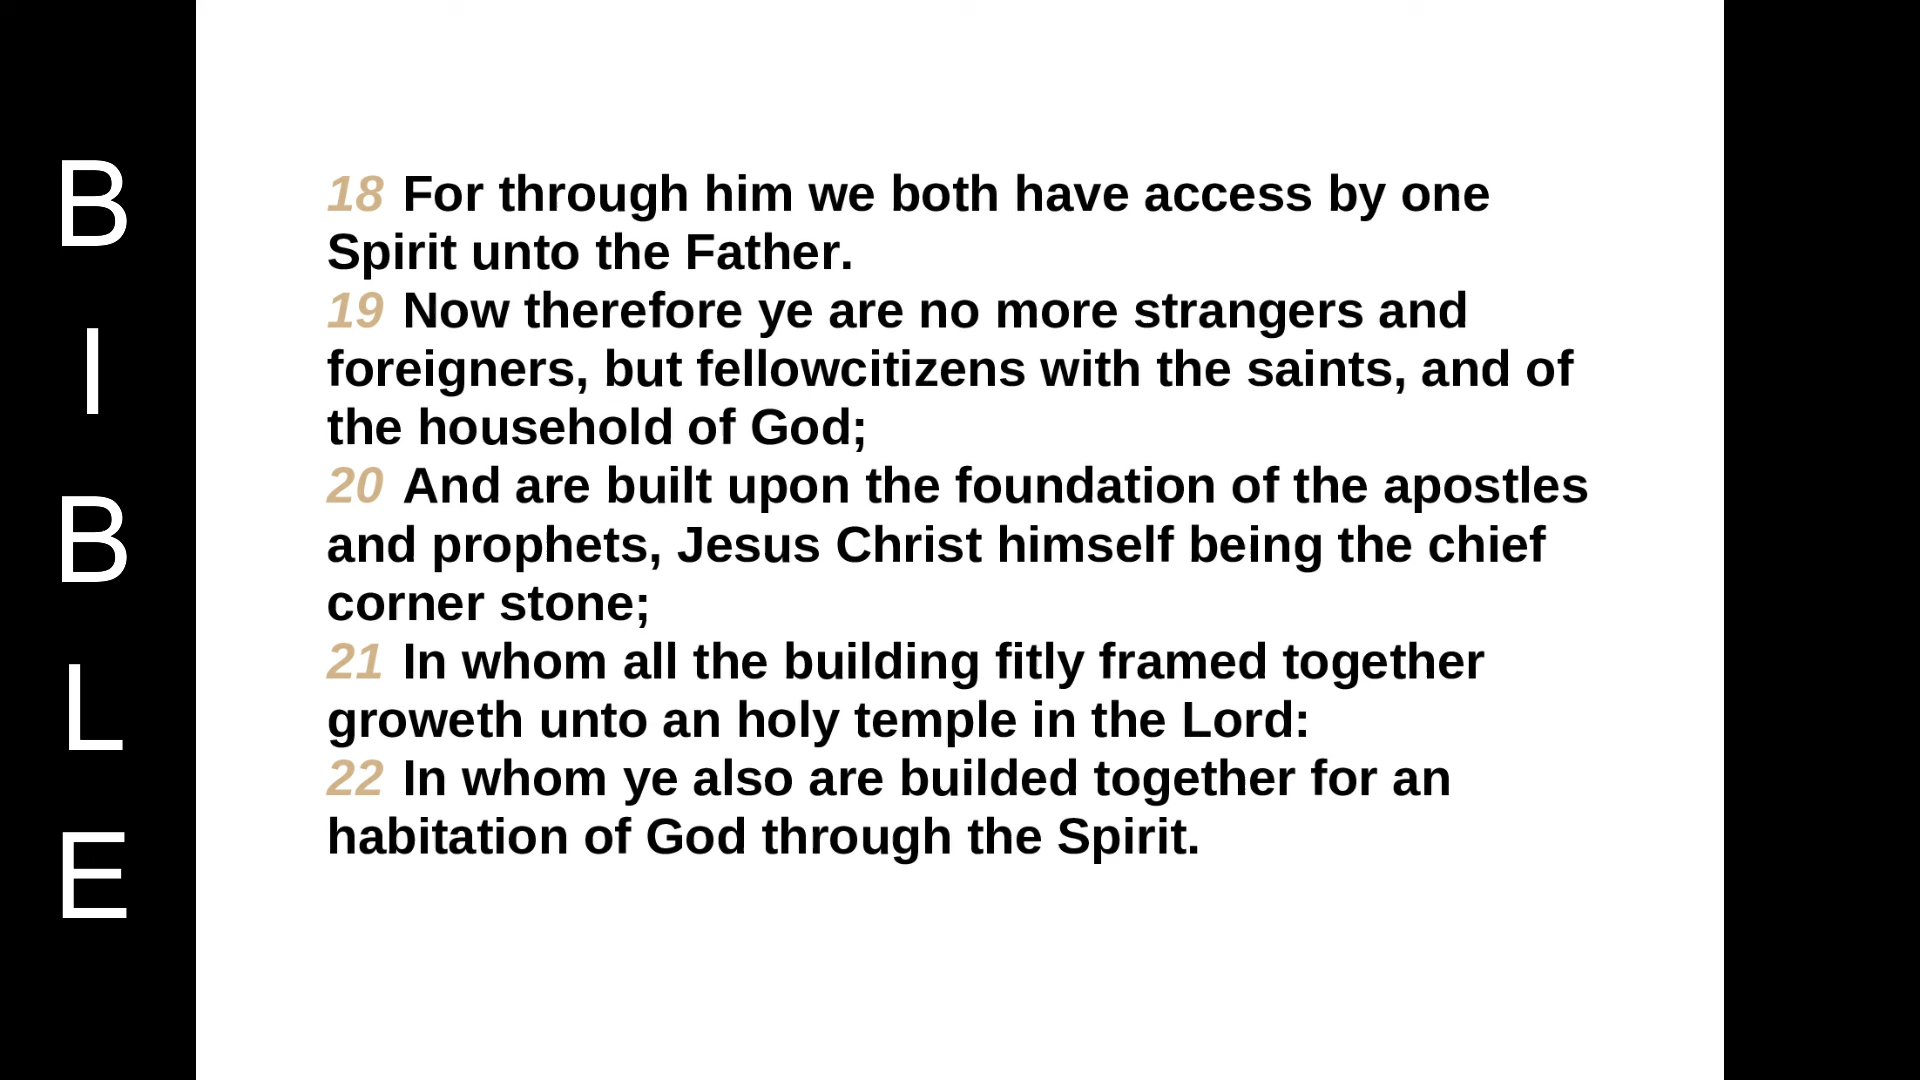 B
I
B
L
E
18 For through him we both have access by one
Spirit unto the Father.
19 Now therefore ye are no more strangers and
foreigners, but fellowcitizens with the saints, and of
the household of God;
20 And are built upon the foundation of the apostles
and prophets, Jesus Christ himself being the chief
corner stone;
21 In whom all the building fitly framed together
groweth unto an holy temple in the Lord:
22 In whom ye also are builded together for an
habitation of God through the Spirit.